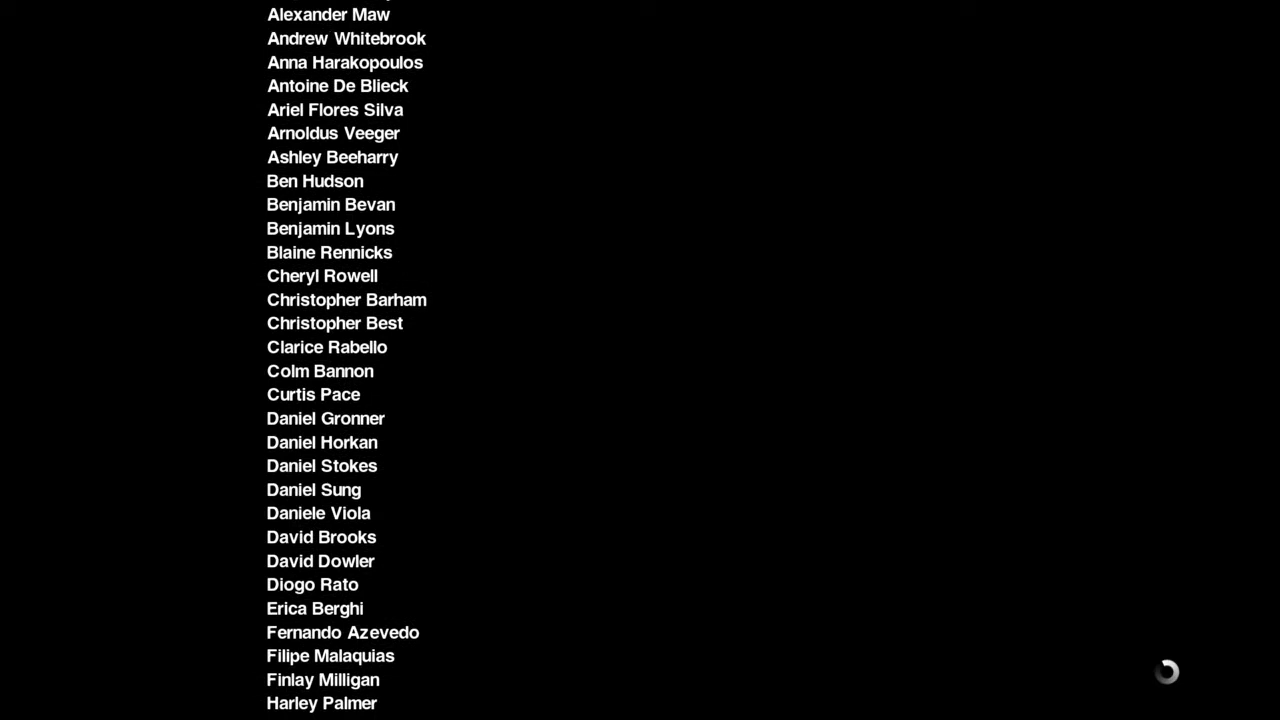 Alexander Maw
Andrew Whitebrook
Anna Harakopoulos
Antoine De Blieck
Ariel Flores Silva
Arnoldus Veeger
Ashley Beeharry
Ben Hudson
Benjamin Bevan
Benjamin Lyons
Blaine Rennicks
Cheryl Rowell
Christopher Barham
Christopher Best
Clarice Rabello
Colm Bannon
Curtis Pace
Daniel Gronner
Daniel Horkan
Daniel Stokes
Daniel Sung
Daniele Viola
David Brooks
David Dowler
Diogo Rato
Erica Berghi
Fernando Azevedo
Filipe Malaquias
Finlay Milligan
Harley Palmer